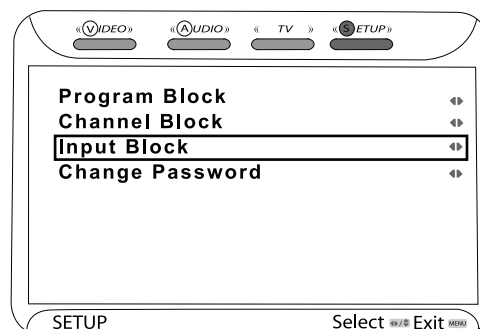 «VIDEO» «AUDIO» « TV » «SETUP»
Program Block
Channel Block
Input Block
Change Password
SETUP Select / Exit MENU